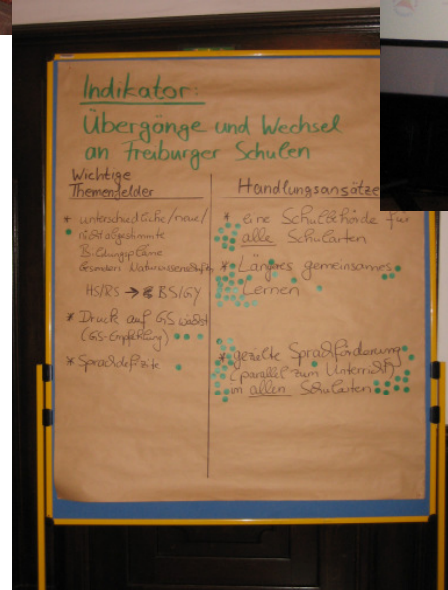 Indikator:
Übergänge und Wechsel
an Freiburger Schulen
Wichtige
Themenfelder
* unterschiedliche/neue/
nicht abgestimmte
Bildungspläne
besonders Naturwissenschaften
HS/RS → BS/GY
* Druck auf GS wächst
(GS-Empfehlung)
* Sprachdefizite
Handlungsansätze
* eine Schulbehörde für
alle Schularten
* Längeres gemeinsames
Lernen
* gezielte Sprachförderung
(parallel zum Unterricht)
in allen Schularten